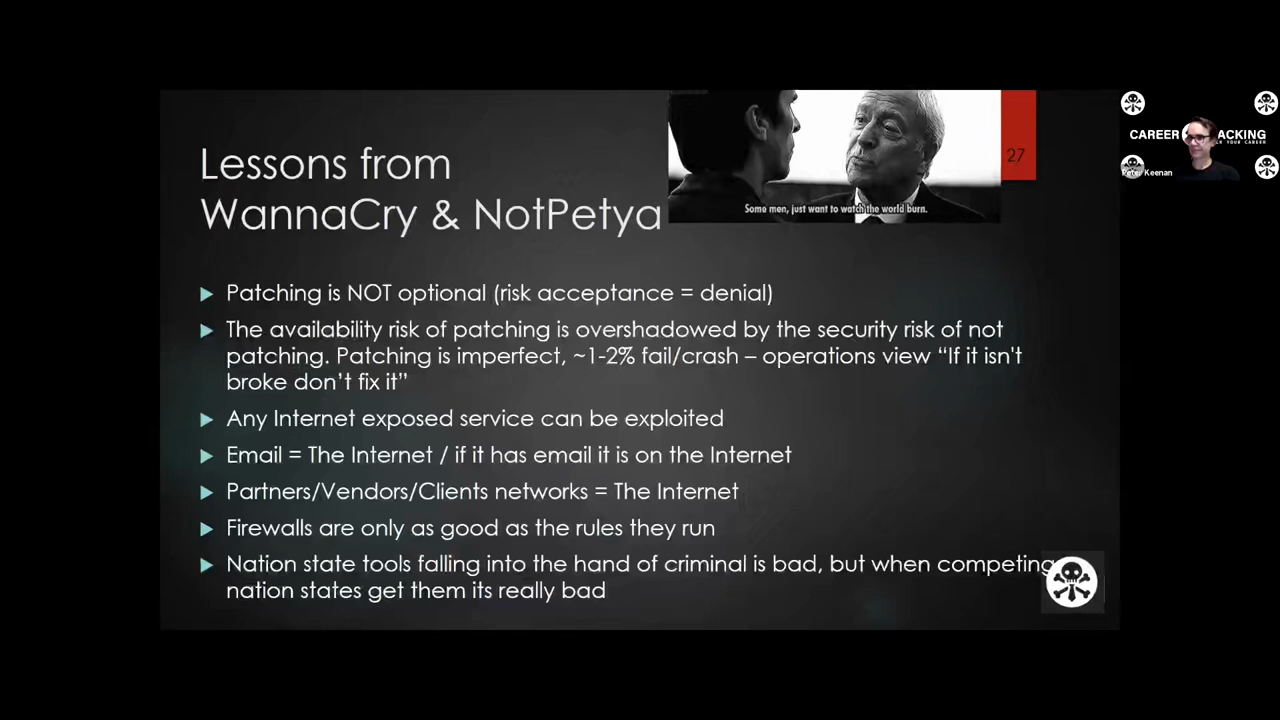 Lessons from
WannaCry & NotPetya
Some men, just want to watch the world burn.
27
Patching is NOT optional (risk acceptance = denial)
The availability risk of patching is overshadowed by the security risk of not
patching. Patching is imperfect, ~1-2% fail/crash – operations view “If it isn't
broke don’t fix it”
Any Internet exposed service can be exploited
Email = The Internet / if it has email it is on the Internet
Partners/Vendors/Clients networks = The Internet
Firewalls are only as good as the rules they run
Nation state tools falling into the hand of criminal is bad, but when competing
nation states get them its really bad
CAREER ACKING
YOUR CAREER
Peter Keenan